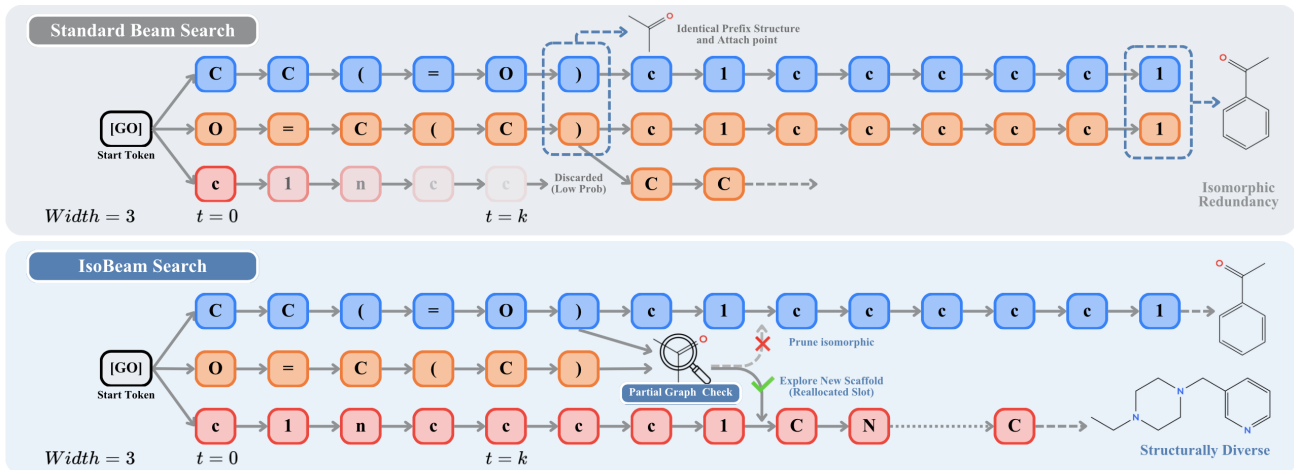 Standard Beam Search
O
Identical Prefix Structure
and Attach point
C C ( = O ) c 1 c c c c c 1
O
[GO]
Start Token
O = C ( C ) c 1 c c c c c 1
c 1 n c c
Discarded
(Low Prob)
C C
Isomorphic
Redundancy
Width = 3
t = 0
t = k
IsoBeam Search
C C ( = O ) c 1 c c c c c 1
O
[GO]
Start Token
O = C ( C )
O
Prune isomorphic
Partial Graph Check
Explore New Scaffold
(Reallocated Slot)
c 1 n c c c c 1 C N C
N
N
N
Structurally Diverse
Width = 3
t = 0
t = k